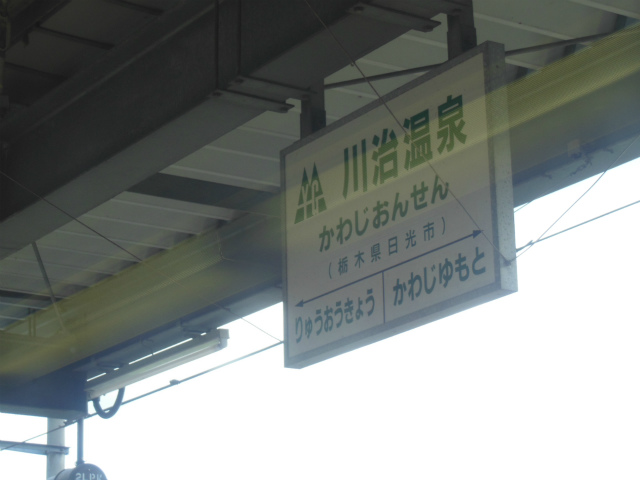 川治温泉
かわじおんせん
(栃木県日光市)
りゅうおうきょう かわじゆもと